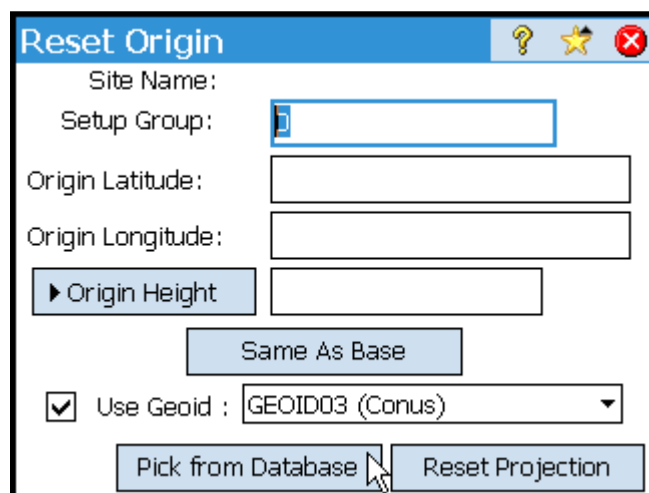 Reset Origin
Site Name:
Setup Group:
Origin Latitude:
Origin Longitude:
Origin Height
Same As Base
Use Geoid : GEOID03 (Conus)
Pick from Database Reset Projection